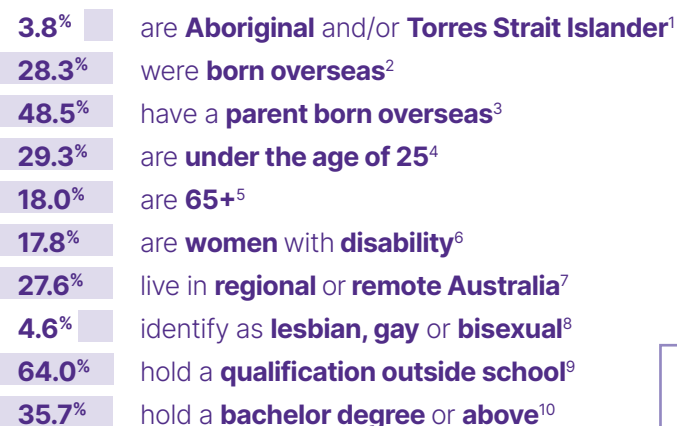 3.8% are Aboriginal and/or Torres Strait Islander¹
28.3% were born overseas²
48.5% have a parent born overseas³
29.3% are under the age of 25⁴
18.0% are 65+⁵
17.8% are women with disability⁶
27.6% live in regional or remote Australia⁷
4.6% identify as lesbian, gay or bisexual⁸
64.0% hold a qualification outside school⁹
35.7% hold a bachelor degree or above¹⁰